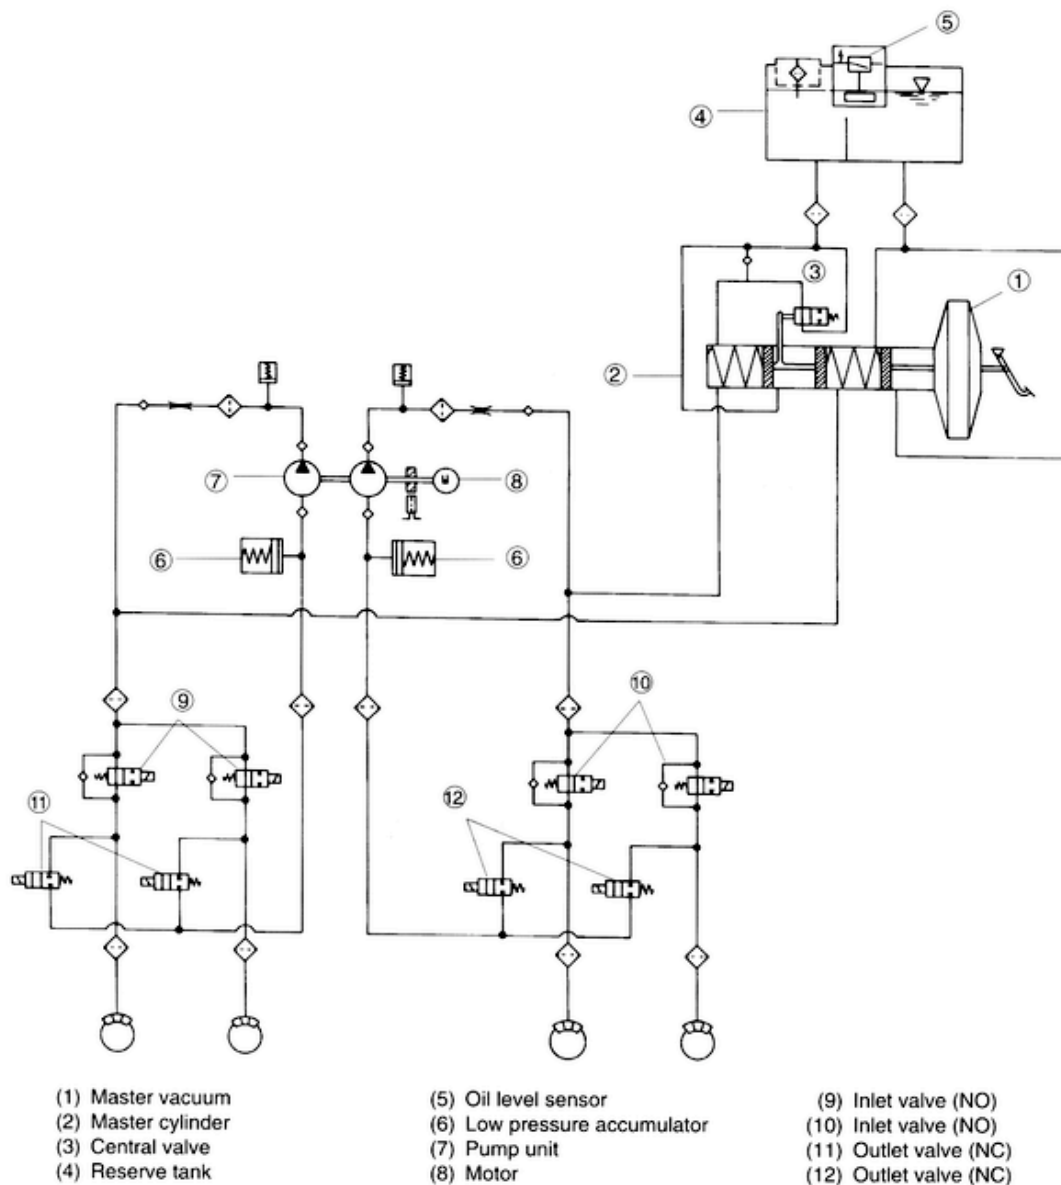 ⑤
④
③
①
②
⑦
⑧
⑥
⑥
⑨
⑩
⑪
⑫
(1) Master vacuum
(2) Master cylinder
(3) Central valve
(4) Reserve tank
(5) Oil level sensor
(6) Low pressure accumulator
(7) Pump unit
(8) Motor
(9) Inlet valve (NO)
(10) Inlet valve (NO)
(11) Outlet valve (NC)
(12) Outlet valve (NC)